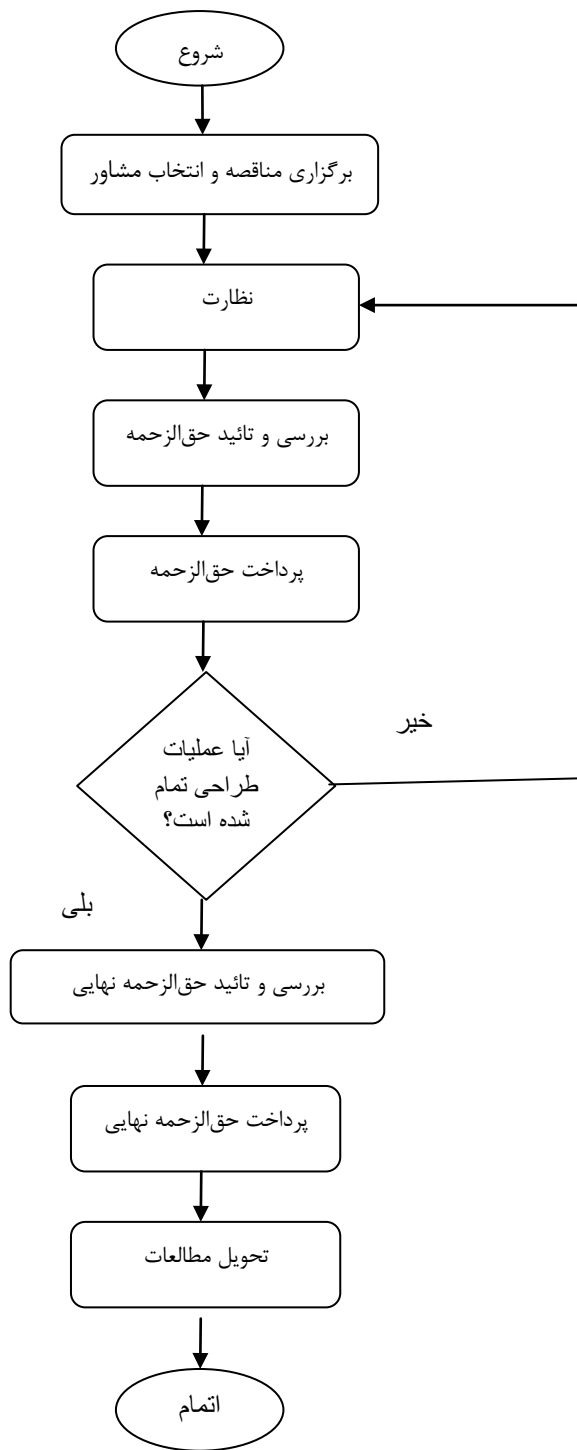 شروع
برگزاری مناقصه و انتخاب مشاور
نظارت
بررسی و تائید حق‌الزحمه
پرداخت حق‌الزحمه
آیا عملیات
طراحی تمام
شده است؟
خیر
بلی
بررسی و تائید حق‌الزحمه نهایی
پرداخت حق‌الزحمه نهایی
تحویل مطالعات
اتمام